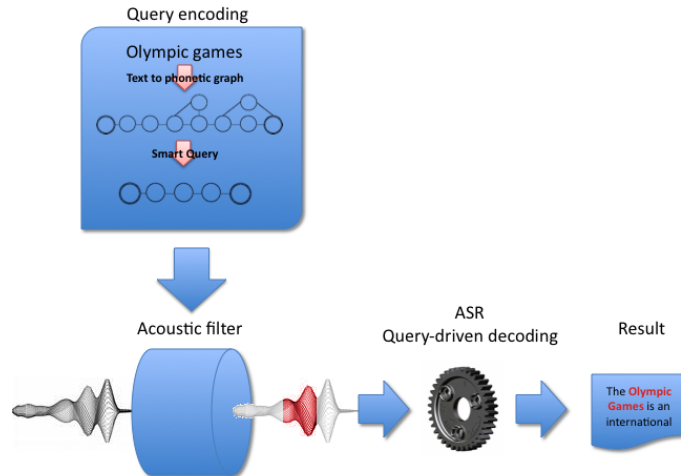 Query encoding
Olympic games
Text to phonetic graph
Smart Query
Acoustic filter
ASR
Query-driven decoding
Result
The Olympic
Games is an
international